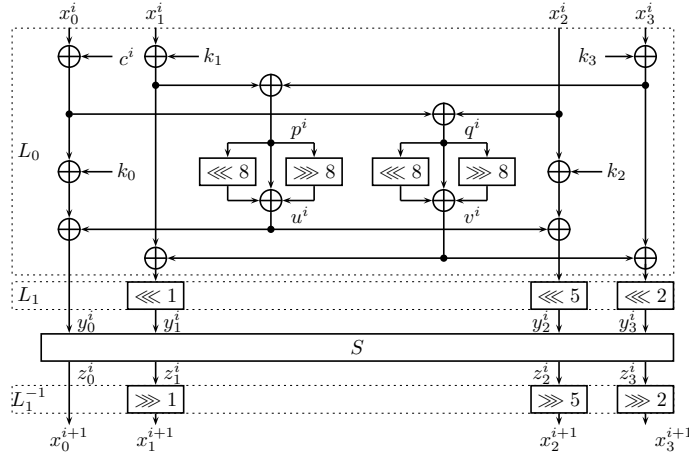 x_0^i x_1^i x_2^i x_3^i
c^i k_1 k_3
p^i q^i
L_0 ⋘ 8 ⋙ 8 ⋘ 8 ⋙ 8
k_0 k_2
u^i v^i
L_1 ⋘ 1 ⋘ 5 ⋘ 2
y_0^i y_1^i y_2^i y_3^i
S
z_0^i z_1^i z_2^i z_3^i
L_1^{-1} ⋙ 1 ⋙ 5 ⋙ 2
x_0^{i+1} x_1^{i+1} x_2^{i+1} x_3^{i+1}